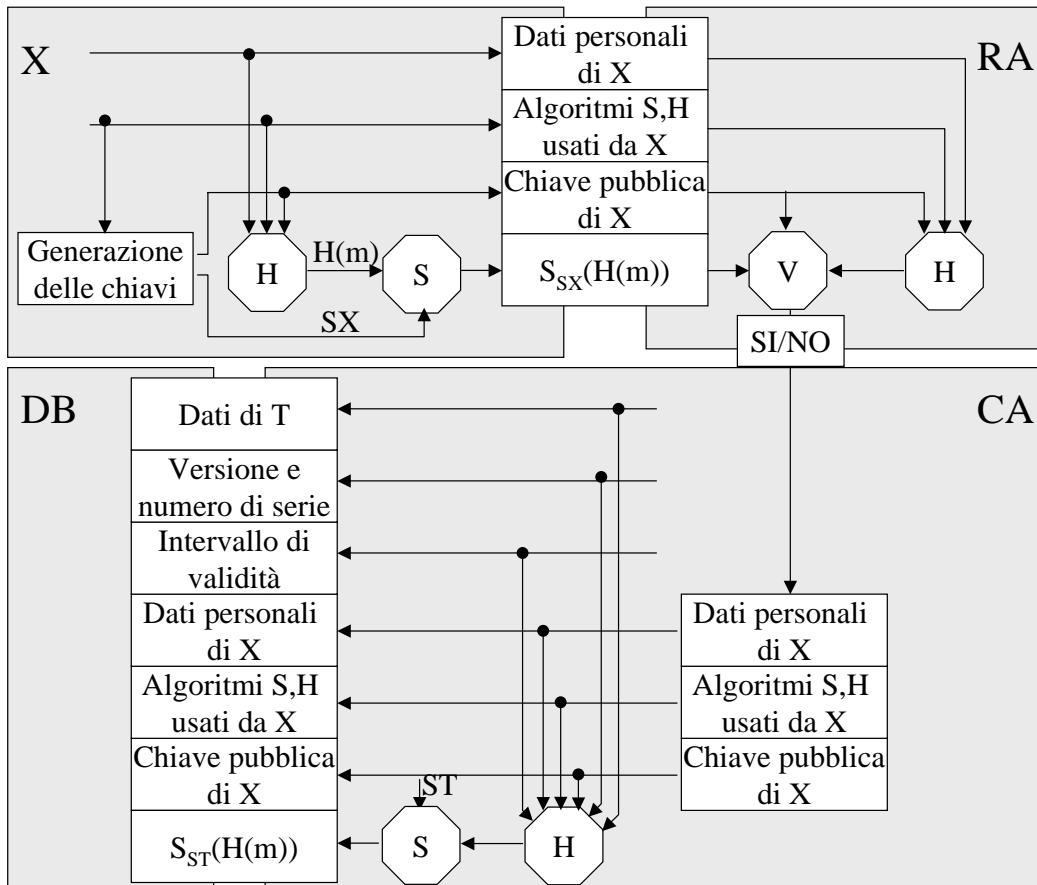 X
Dati personali
di X
RA
Algoritmi S,H
usati da X
Chiave pubblica
di X
Generazione
delle chiavi
H
H(m)
S
S_SX(H(m))
V
H
SX
SI/NO
DB
CA
Dati di T
Versione e
numero di serie
Intervallo di
validità
Dati personali
di X
Dati personali
di X
Algoritmi S,H
usati da X
Algoritmi S,H
usati da X
Chiave pubblica
di X
Chiave pubblica
di X
ST
S_ST(H(m))
S
H